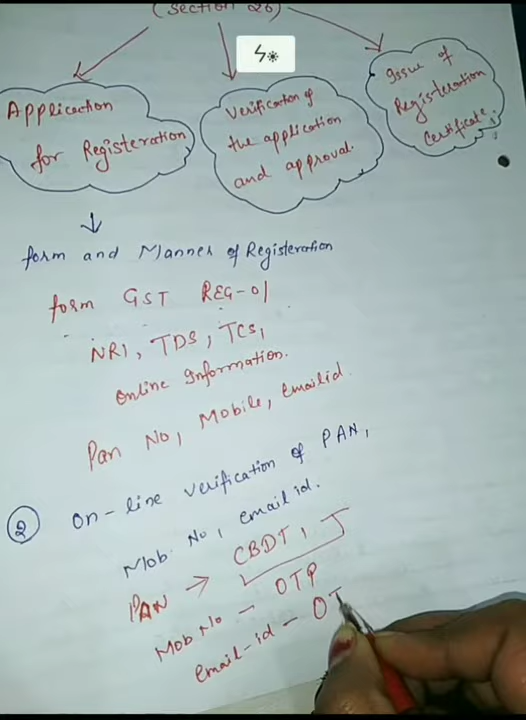 (Section 26)
Application
for Registeration
Verification of
the application
and approval.
Issue of
Registeration
Certificate.
form and Manner of Registeration
form GST REG-01
NRI, TDS, TCS,
Online Information.
Pan No, Mobile, Emailid.
② On-line Verification of PAN,
Mob. No, email id.
PAN → CBDT,
Mob No - OTP
Email-id - OT